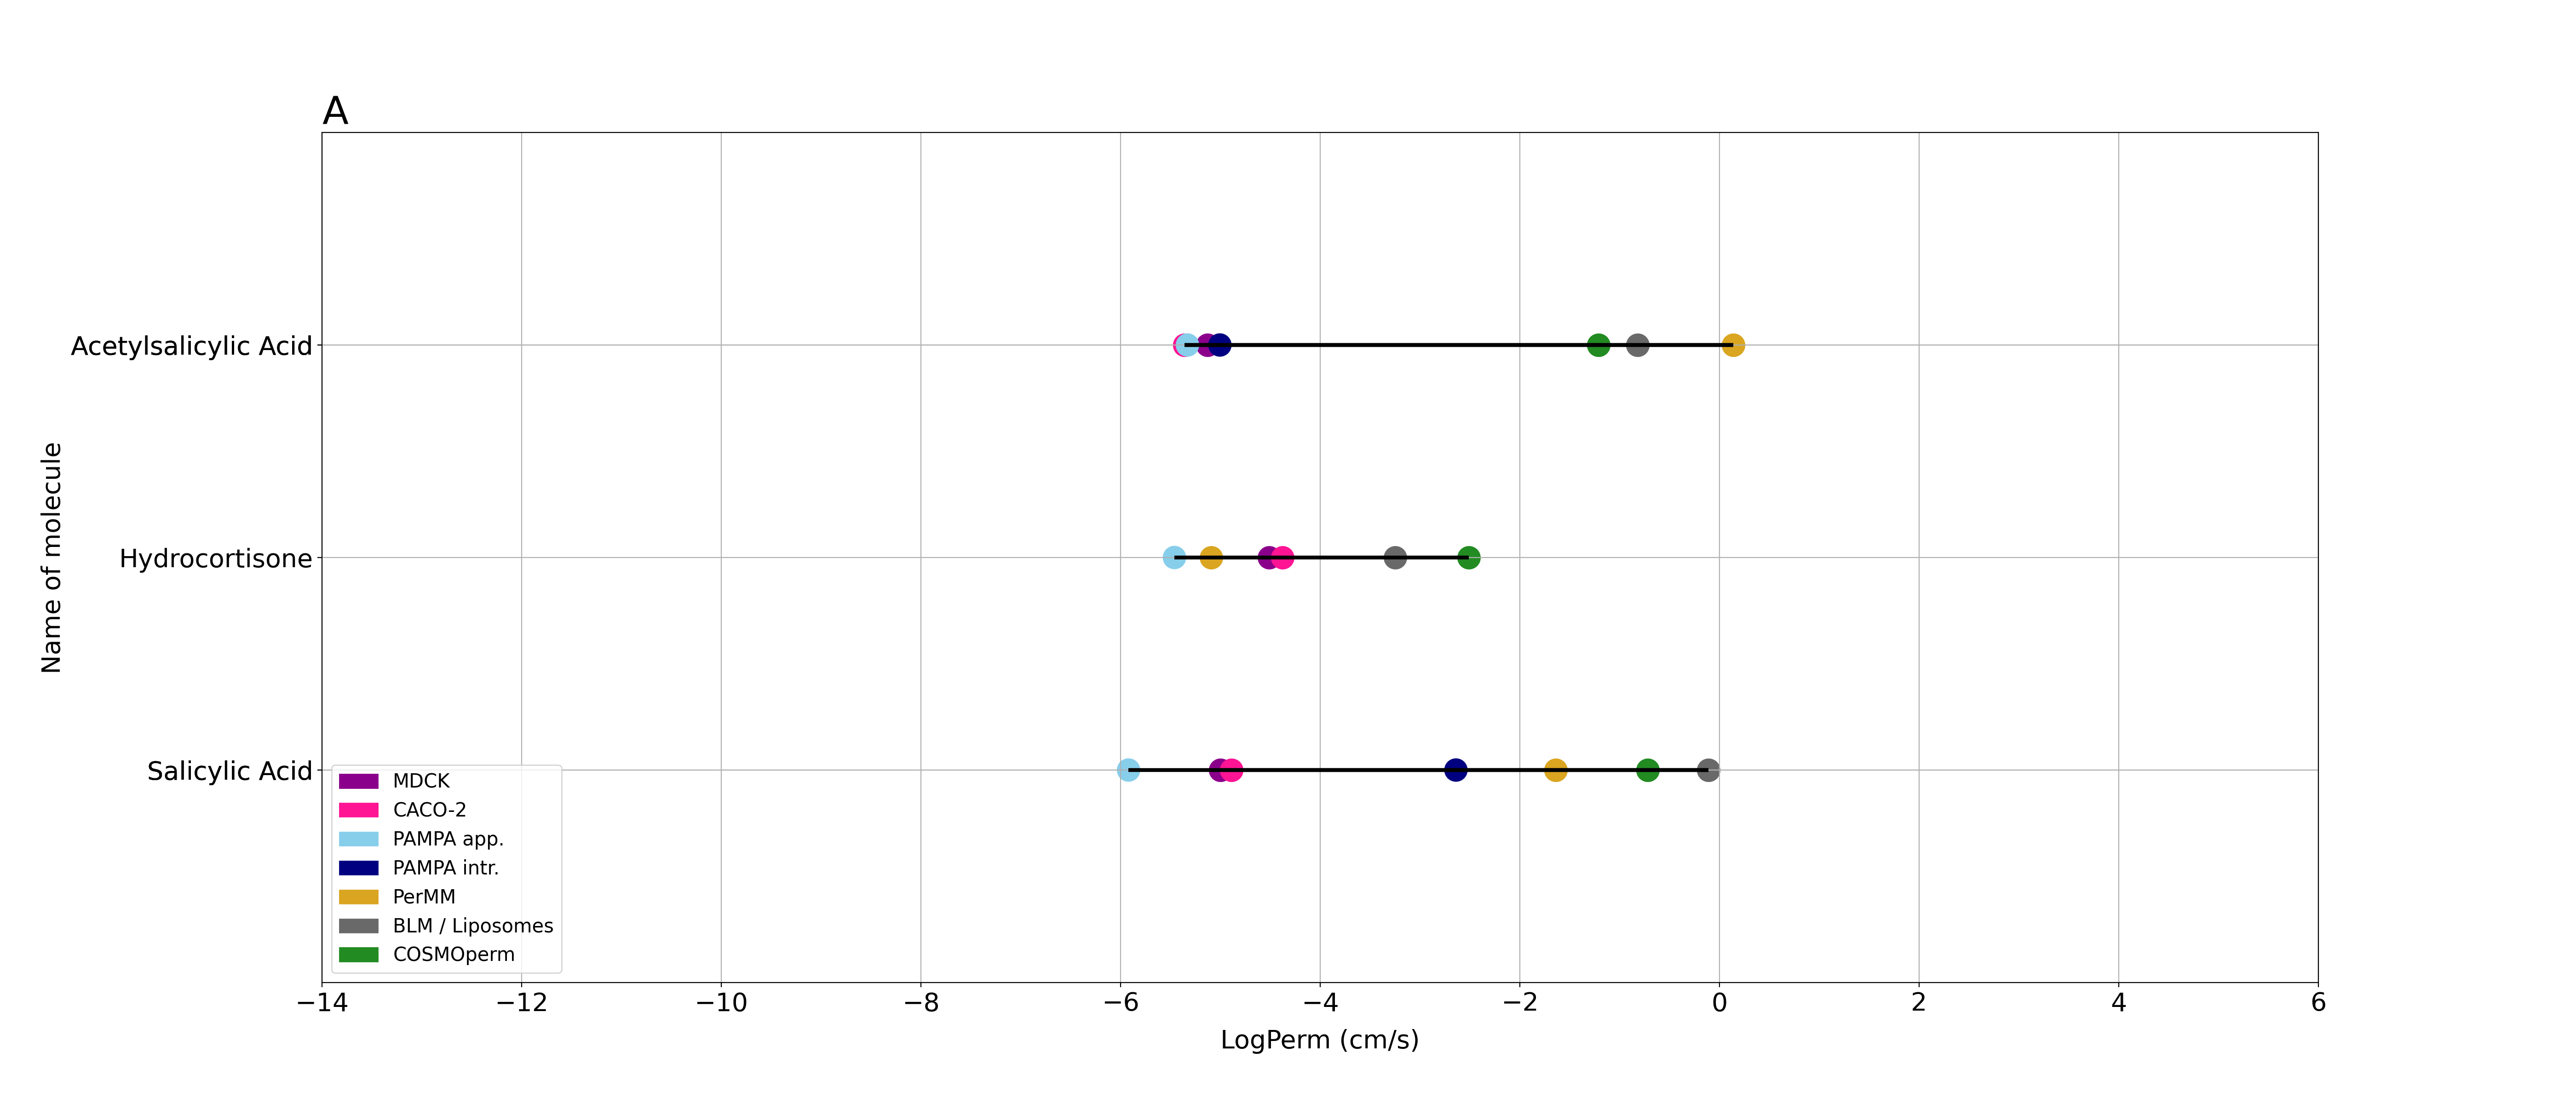 A
Acetylsalicylic Acid
Hydrocortisone
Salicylic Acid
Name of molecule
MDCK
CACO-2
PAMPA app.
PAMPA intr.
PerMM
BLM / Liposomes
COSMOperm
−14 −12 −10 −8 −6 −4 −2 0 2 4 6
LogPerm (cm/s)